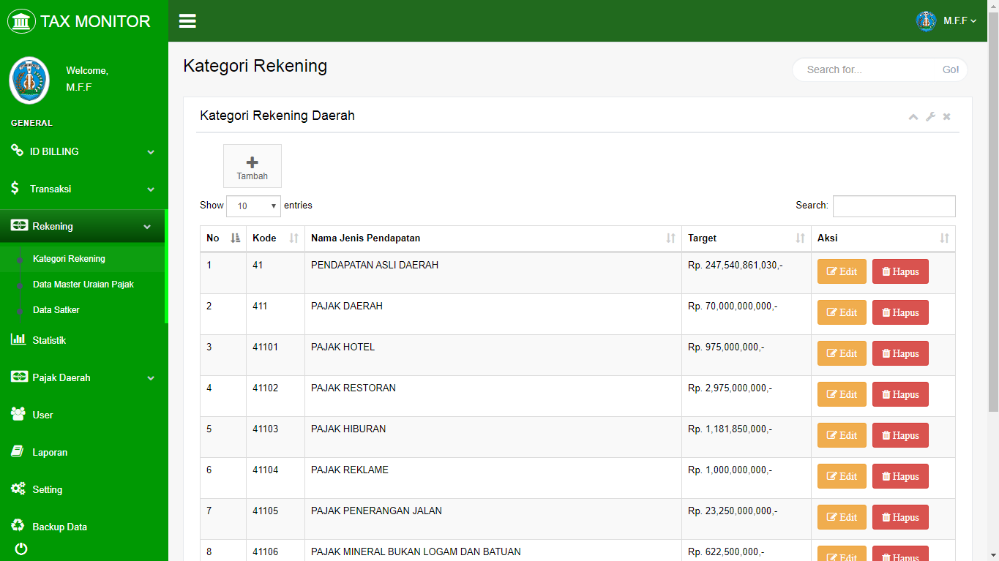 TAX MONITOR
M.F.F
Welcome,
M.F.F
GENERAL
ID BILLING
Transaksi
Rekening
Kategori Rekening
Data Master Uraian Pajak
Data Satker
Statistik
Pajak Daerah
User
Laporan
Setting
Backup Data
Kategori Rekening
Search for... Go!
Kategori Rekening Daerah
Tambah
Show 10 entries Search:
No Kode Nama Jenis Pendapatan Target Aksi
1 41 PENDAPATAN ASLI DAERAH Rp. 247,540,861,030,- Edit Hapus
2 411 PAJAK DAERAH Rp. 70,000,000,000,- Edit Hapus
3 41101 PAJAK HOTEL Rp. 975,000,000,- Edit Hapus
4 41102 PAJAK RESTORAN Rp. 2,975,000,000,- Edit Hapus
5 41103 PAJAK HIBURAN Rp. 1,181,850,000,- Edit Hapus
6 41104 PAJAK REKLAME Rp. 1,000,000,000,- Edit Hapus
7 41105 PAJAK PENERANGAN JALAN Rp. 23,250,000,000,- Edit Hapus
8 41106 PAJAK MINERAL BUKAN LOGAM DAN BATUAN Rp. 622,500,000,- Edit Hapus